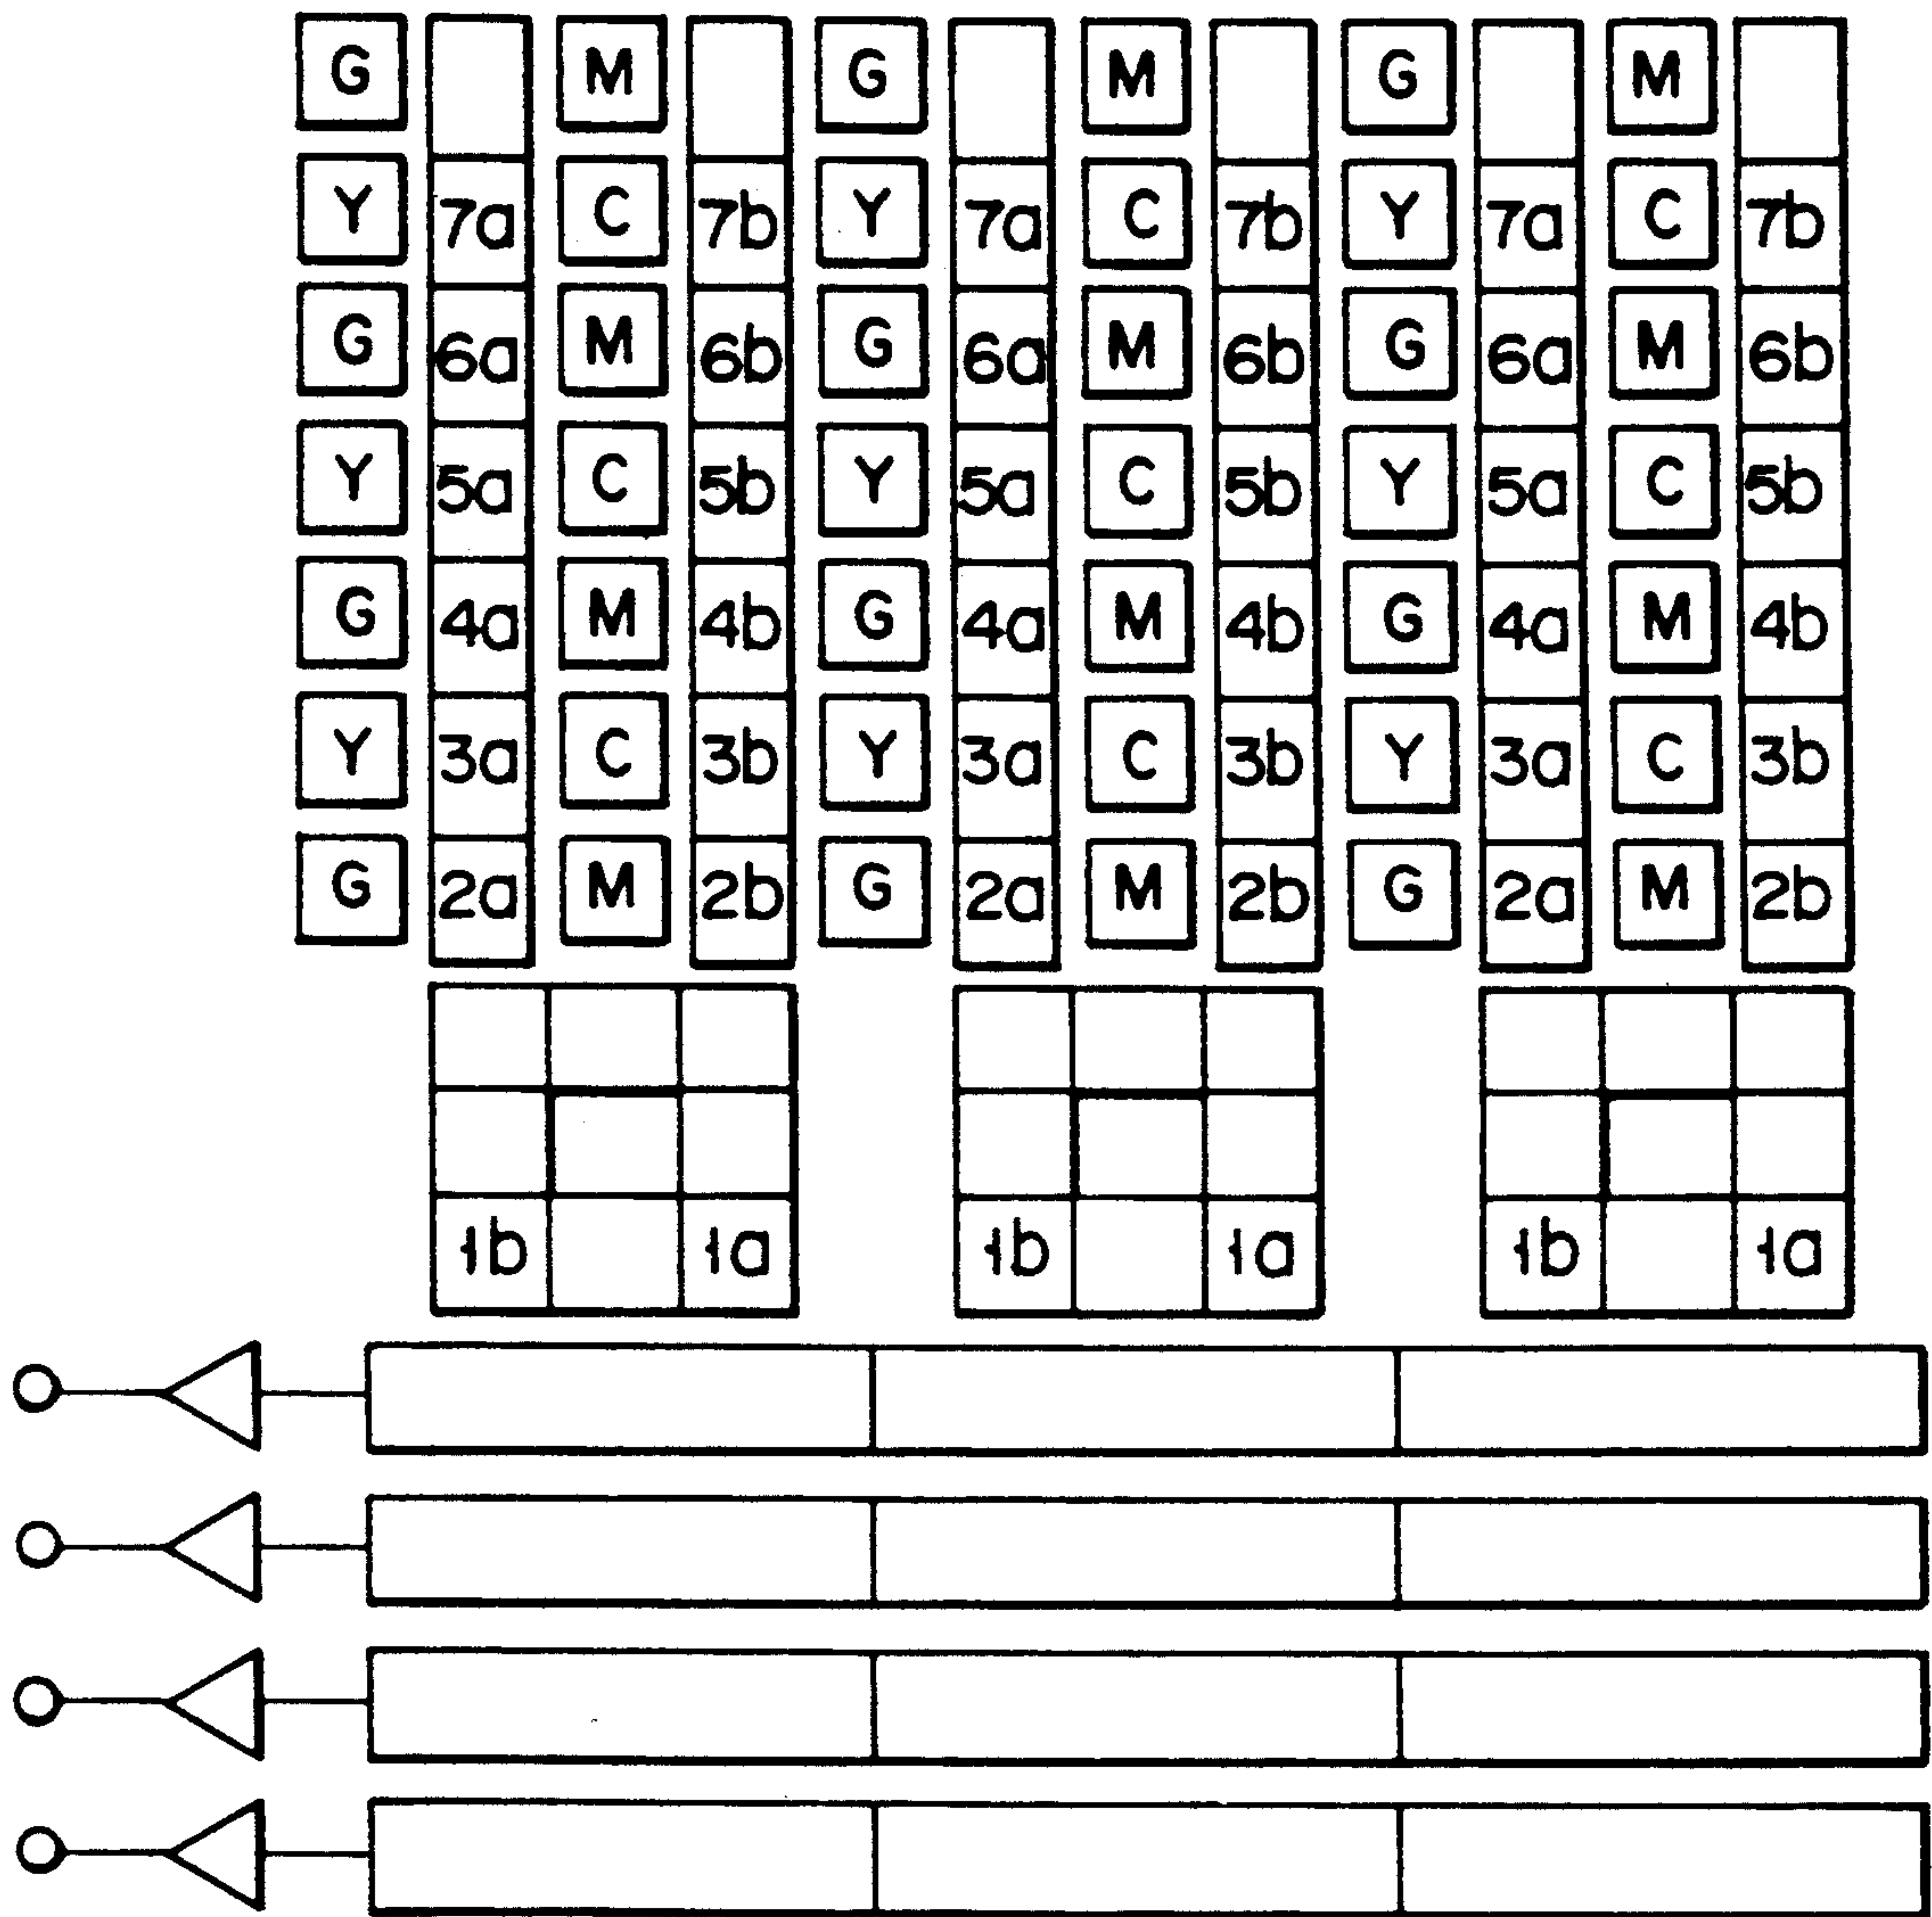 G M G M G M
Y 7a C 7b Y 7a C 7b Y 7a C 7b
G 6a M 6b G 6a M 6b G 6a M 6b
Y 5a C 5b Y 5a C 5b Y 5a C 5b
G 4a M 4b G 4a M 4b G 4a M 4b
Y 3a C 3b Y 3a C 3b Y 3a C 3b
G 2a M 2b G 2a M 2b G 2a M 2b
1b 1a 1b 1a 1b 1a